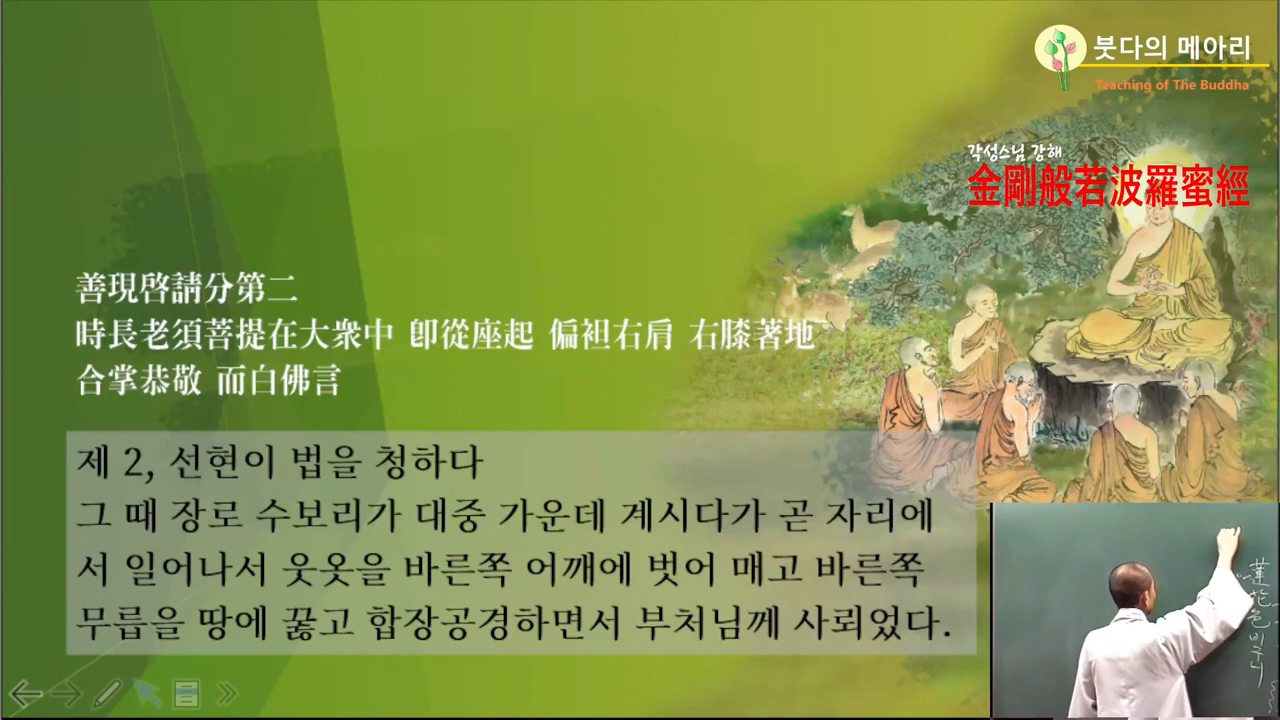 붓다의 메아리
Teaching of The Buddha
각성스님 강해
金剛般若波羅蜜經
善現啓請分第二
時長老須菩提在大衆中 卽從座起 偏袒右肩 右膝著地
合掌恭敬 而白佛言
제 2, 선현이 법을 청하다
그 때 장로 수보리가 대중 가운데 계시다가 곧 자리에
서 일어나서 웃옷을 바른쪽 어깨에 벗어 매고 바른쪽
무릅을 땅에 꿇고 합장공경하면서 부처님께 사뢰었다.
蓮花色비구니